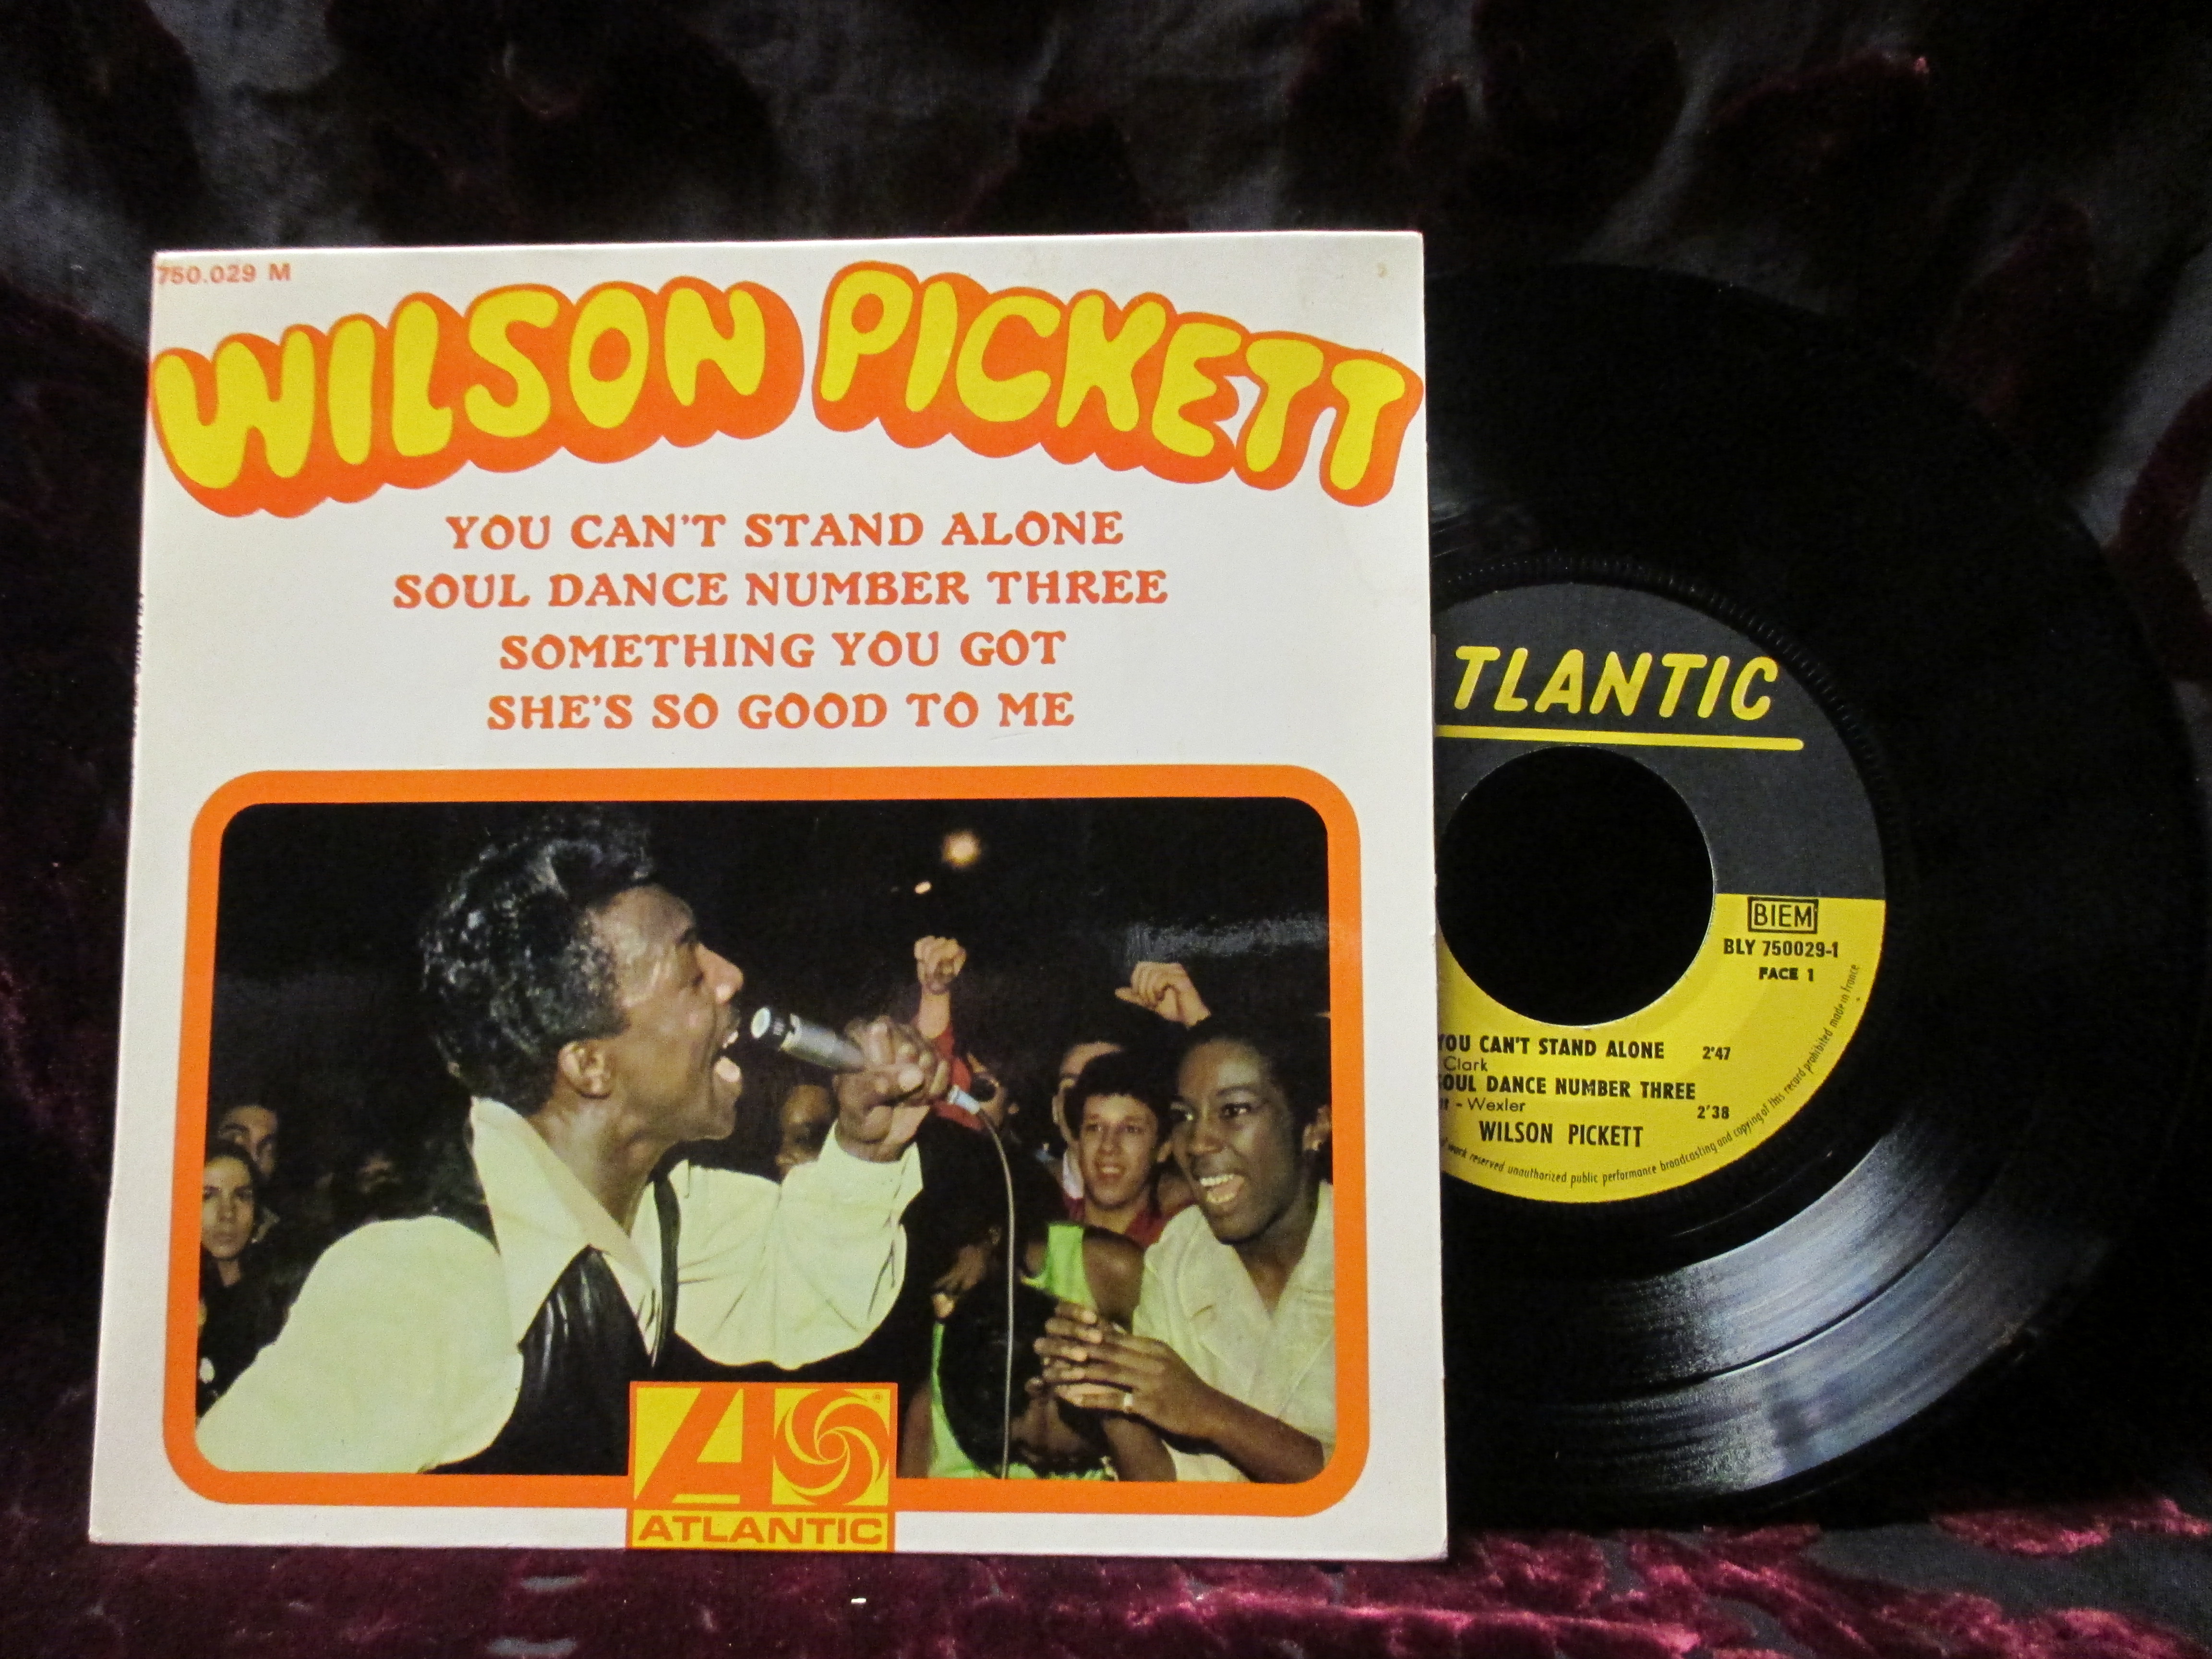 750.029 M
WILSON PICKETT
YOU CAN'T STAND ALONE
SOUL DANCE NUMBER THREE
SOMETHING YOU GOT
SHE'S SO GOOD TO ME
ATLANTIC
TLANTIC
BIEM
BLY 750029-1
FACE 1
YOU CAN'T STAND ALONE 2'47
Clark
OUL DANCE NUMBER THREE
- Wexler 2'38
WILSON PICKETT
work reserved unauthorized public performance broadcasting and copying of this record prohibited made in france